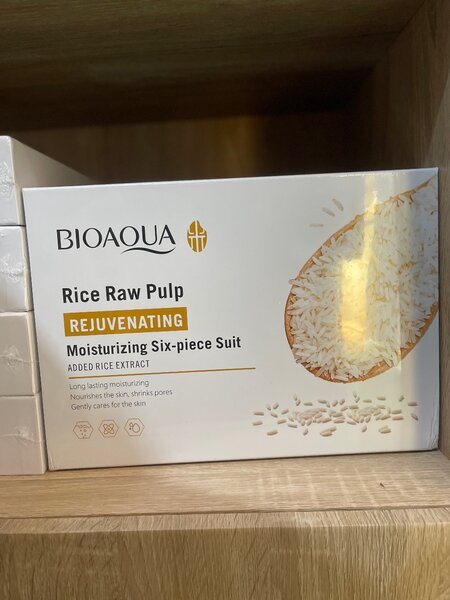 BIOAQUA
Rice Raw Pulp
REJUVENATING
Moisturizing Six-piece Suit
ADDED RICE EXTRACT
Long lasting moisturizing
Nourishes the skin, shrinks pores
Gently cares for the skin